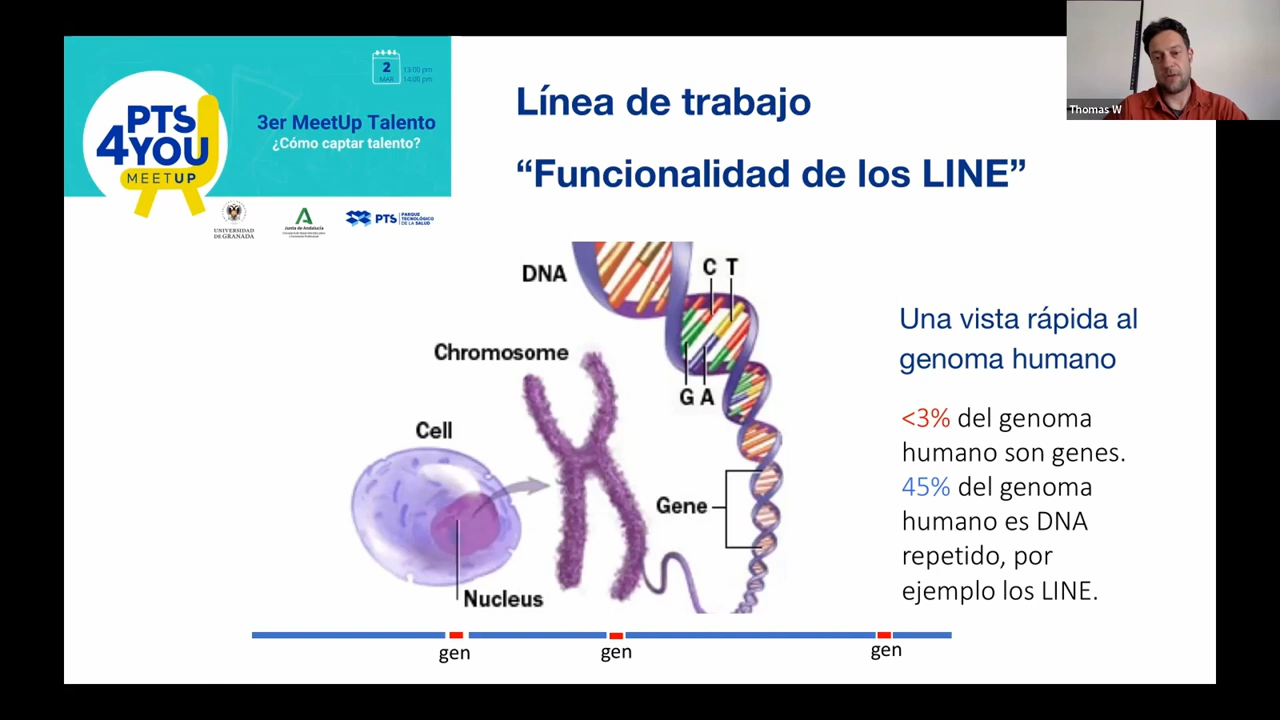 2
MAR
13:00 pm
14:00 pm
PTS
4YOU
MEETUP
3er MeetUp Talento
¿Cómo captar talento?
UNIVERSIDAD
DE GRANADA
Junta de Andalucía
PTS
PARQUE
TECNOLÓGICO
DE LA SALUD
Thomas W
Línea de trabajo
“Funcionalidad de los LINE”
DNA
C T
Chromosome
G A
Cell
Gene
Nucleus
Una vista rápida al
genoma humano
<3% del genoma
humano son genes.
45% del genoma
humano es DNA
repetido, por
ejemplo los LINE.
gen
gen
gen